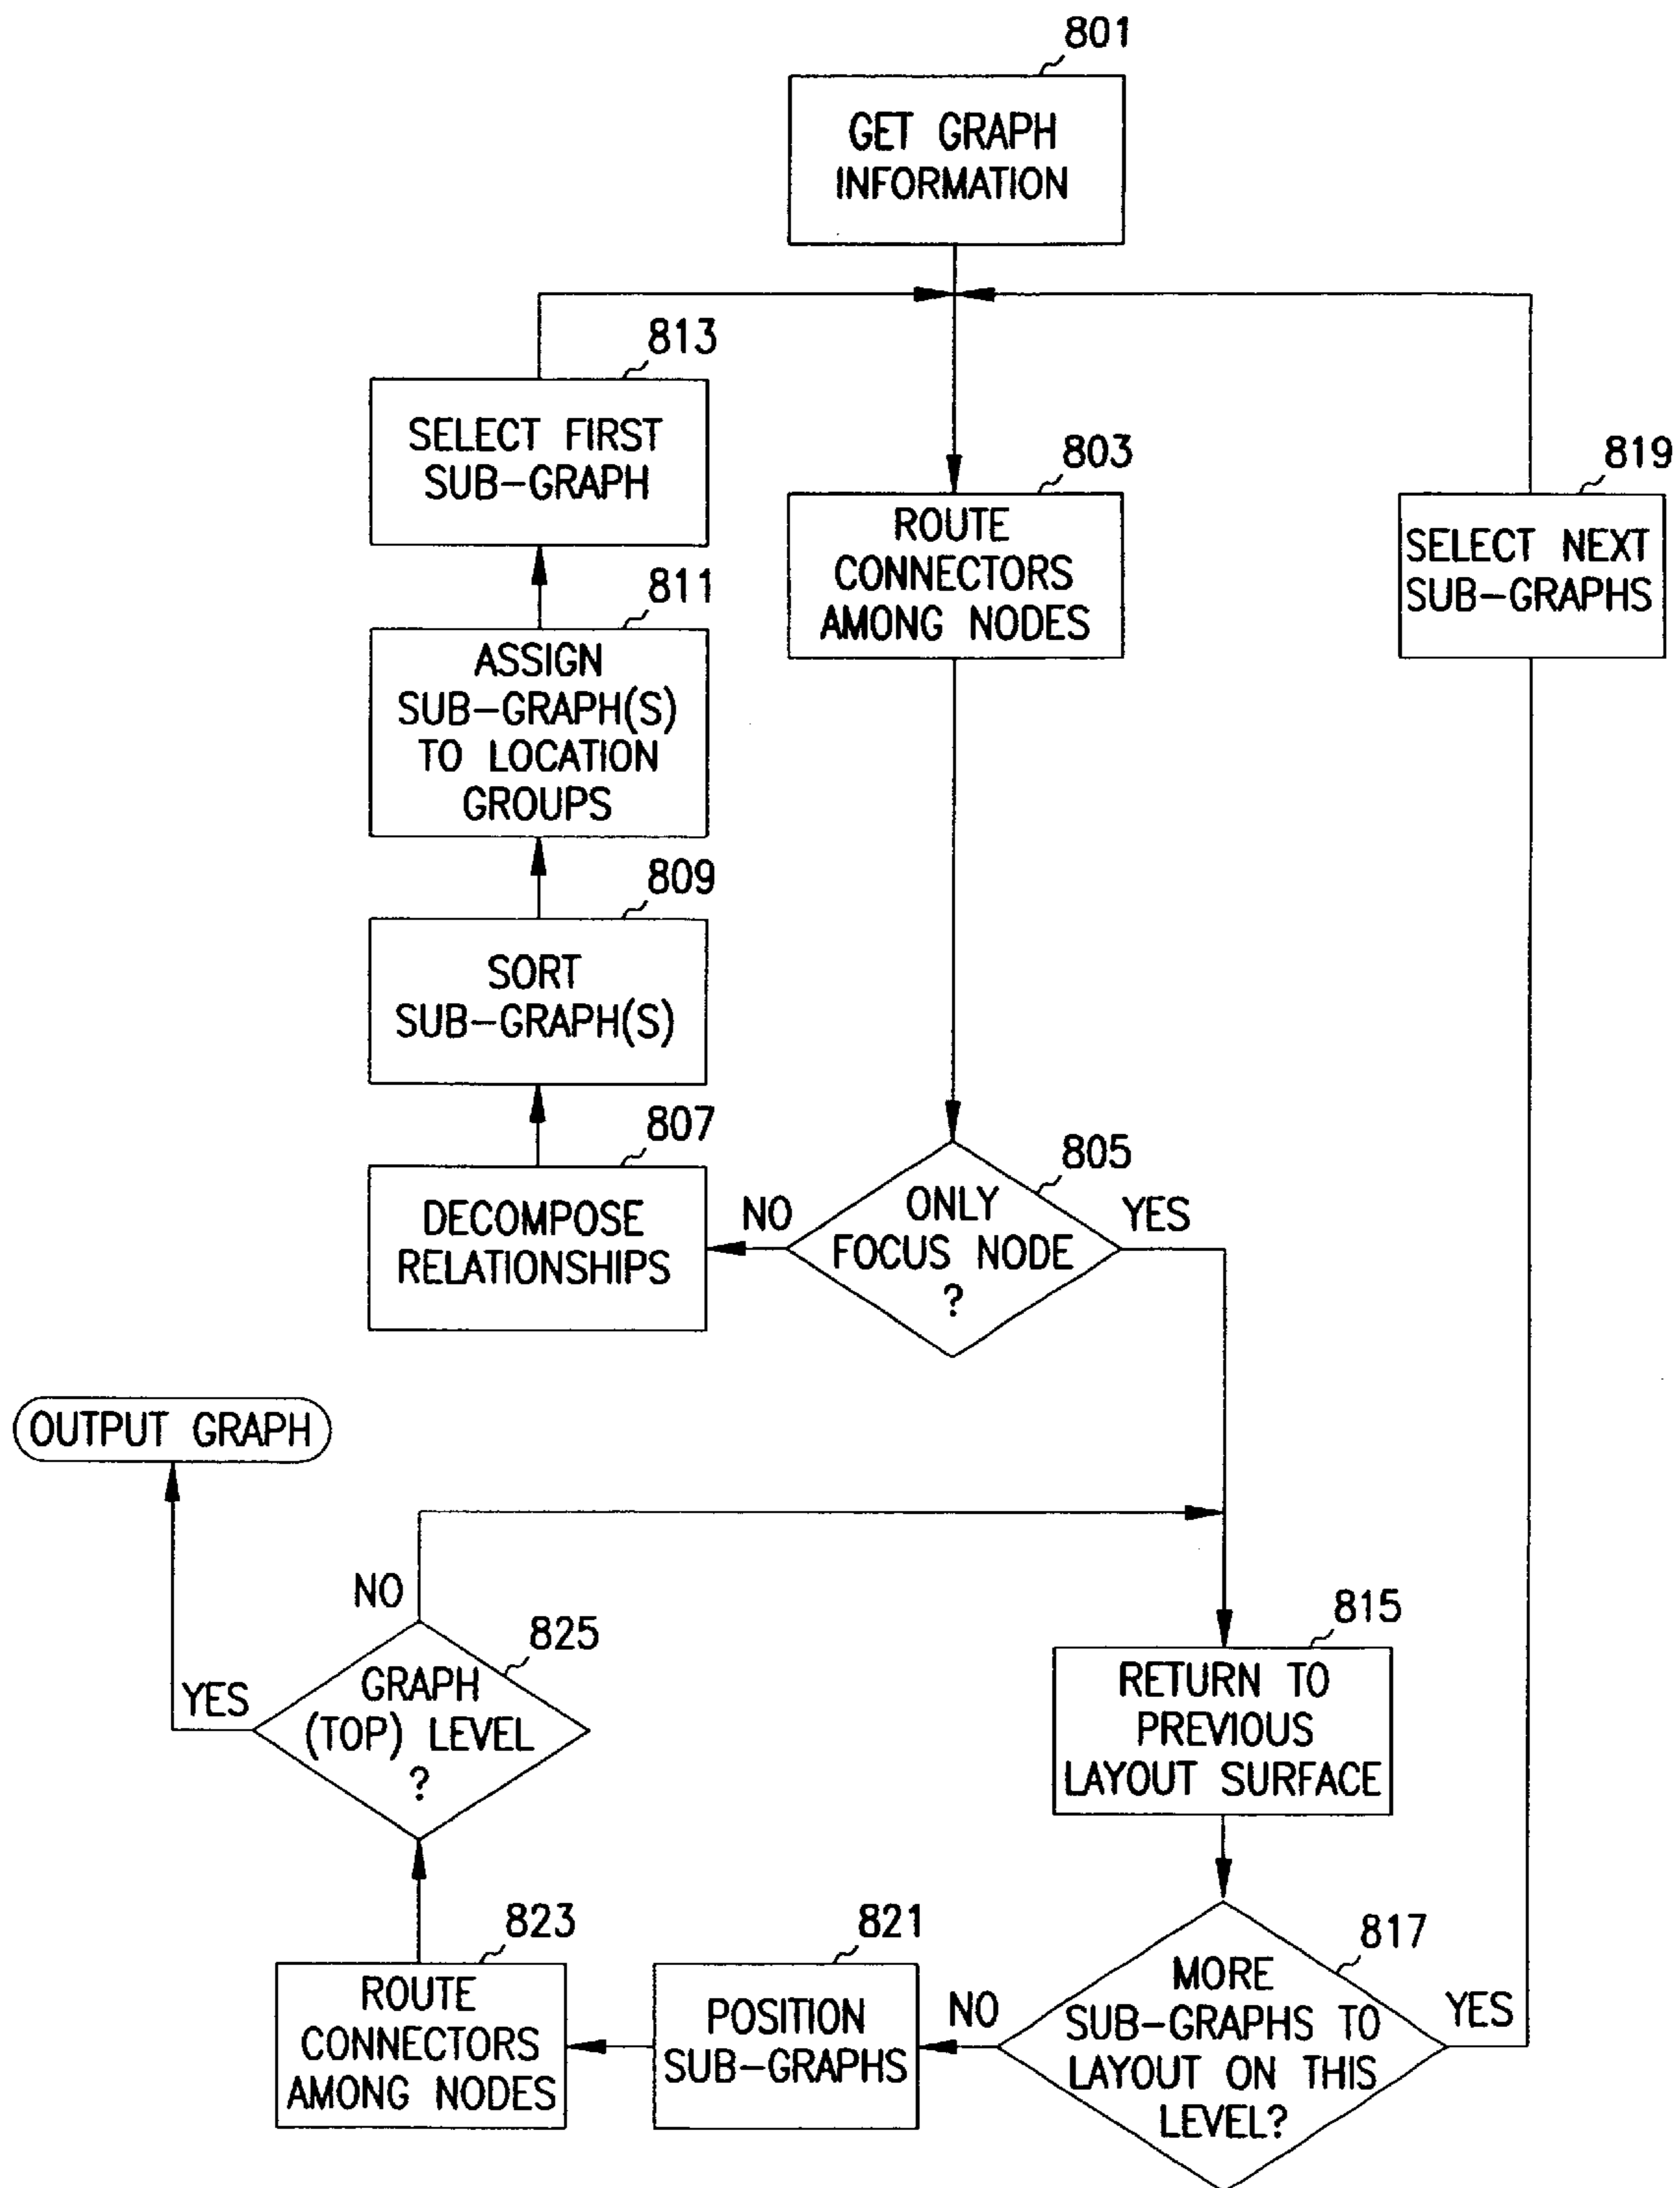 801
GET GRAPH
INFORMATION
813
SELECT FIRST
SUB-GRAPH
803
ROUTE
CONNECTORS
AMONG NODES
819
SELECT NEXT
SUB-GRAPHS
811
ASSIGN
SUB-GRAPH(S)
TO LOCATION
GROUPS
809
SORT
SUB-GRAPH(S)
807
DECOMPOSE
RELATIONSHIPS
NO
805
ONLY
FOCUS NODE
?
YES
OUTPUT GRAPH
NO
825
GRAPH
(TOP) LEVEL
?
YES
815
RETURN TO
PREVIOUS
LAYOUT SURFACE
823
ROUTE
CONNECTORS
AMONG NODES
821
POSITION
SUB-GRAPHS
NO
817
MORE
SUB-GRAPHS TO
LAYOUT ON THIS
LEVEL?
YES